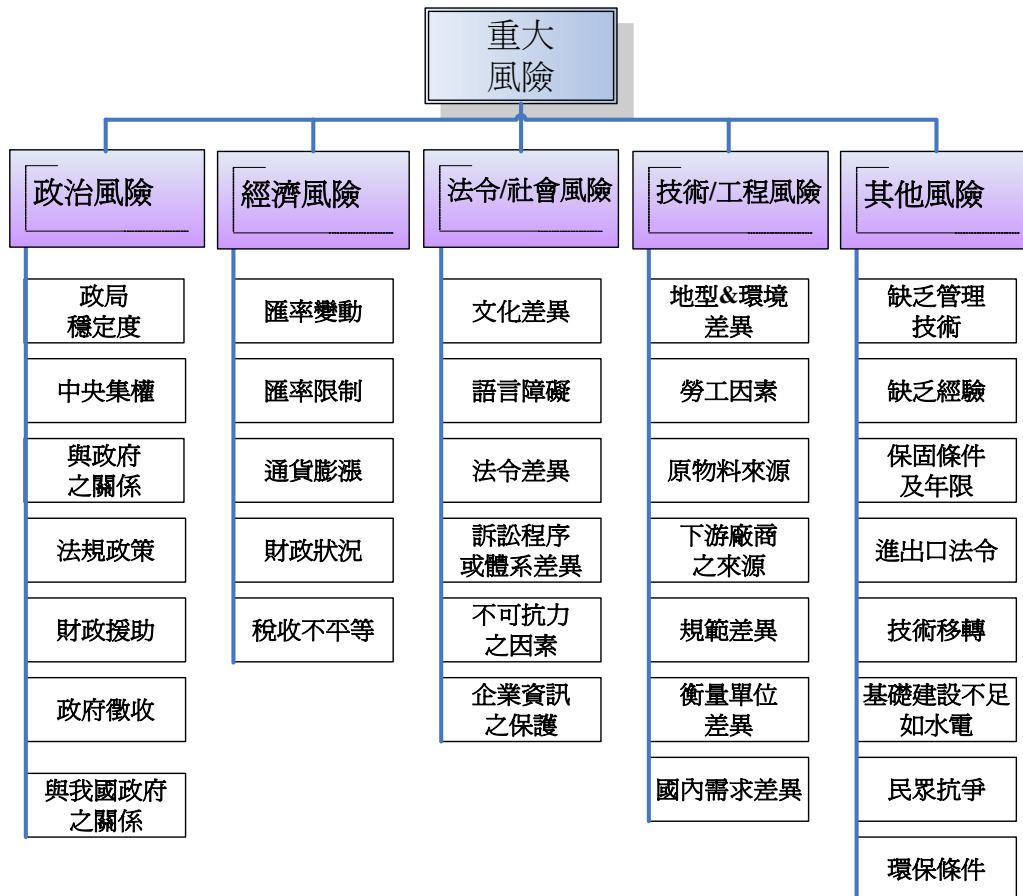 重大
風險
政治風險
經濟風險
法令/社會風險
技術/工程風險
其他風險
政局
穩定度
中央集權
與政府
之關係
法規政策
財政援助
政府徵收
與我國政府
之關係
匯率變動
匯率限制
通貨膨漲
財政狀況
稅收不平等
文化差異
語言障礙
法令差異
訴訟程序
或體系差異
不可抗力
之因素
企業資訊
之保護
地型&環境
差異
勞工因素
原物料來源
下游廠商
之來源
規範差異
衡量單位
差異
國內需求差異
缺乏管理
技術
缺乏經驗
保固條件
及年限
進出口法令
技術移轉
基礎建設不足
如水電
民眾抗爭
環保條件